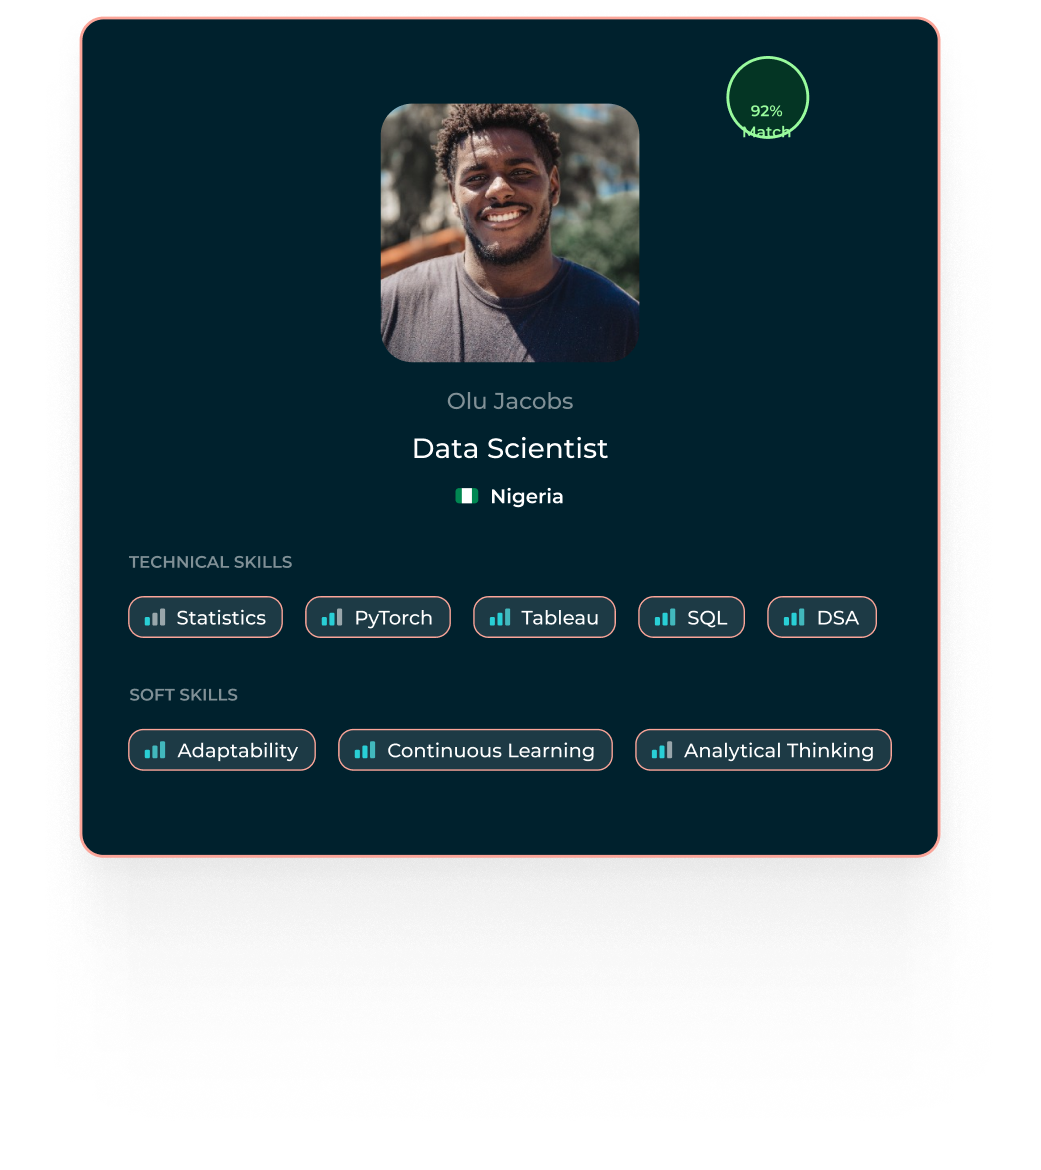 92%
Match
Olu Jacobs
Data Scientist
Nigeria
TECHNICAL SKILLS
Statistics
PyTorch
Tableau
SQL
DSA
SOFT SKILLS
Adaptability
Continuous Learning
Analytical Thinking